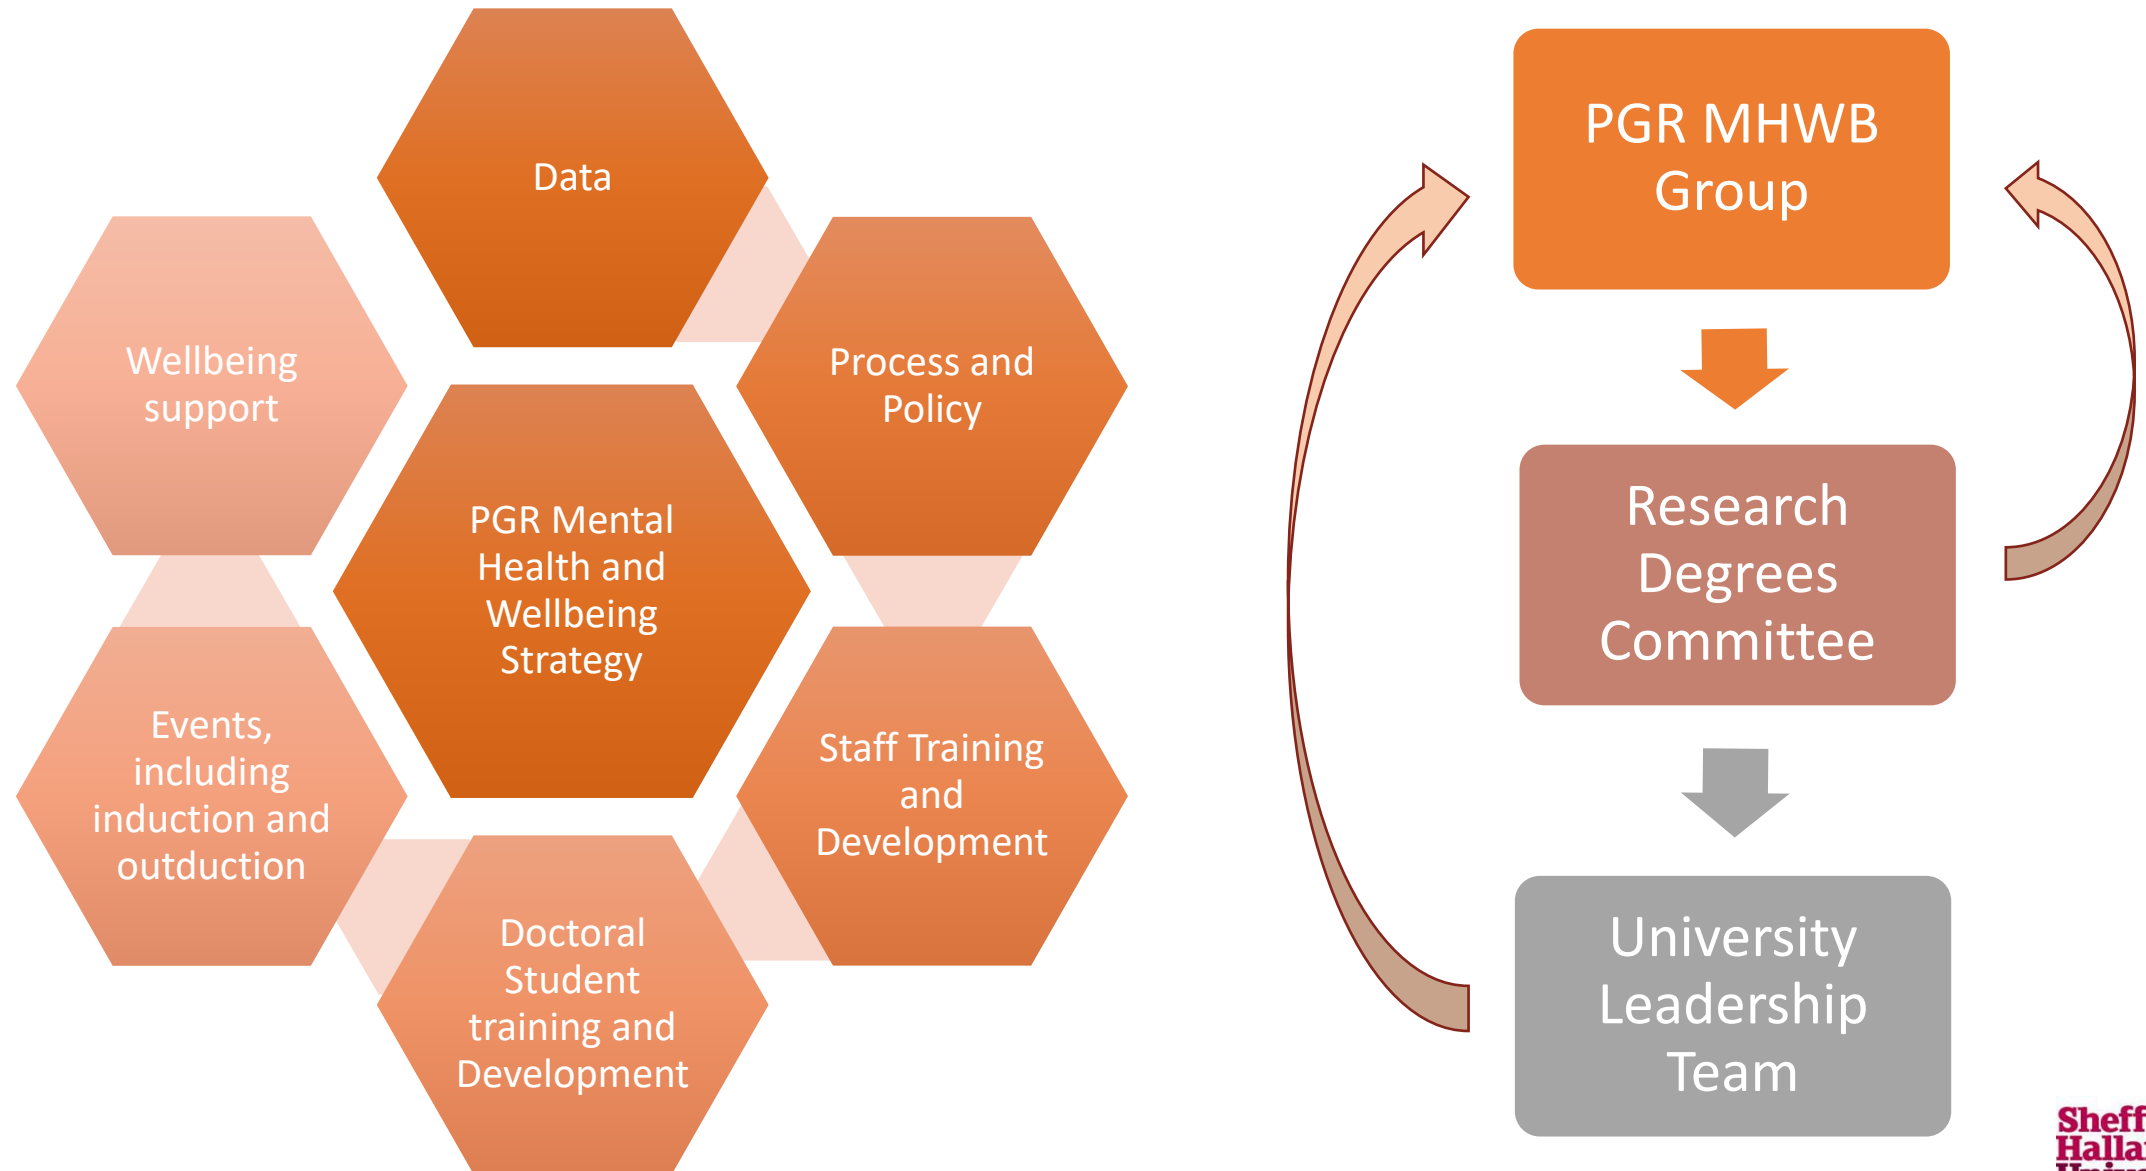 Data
Process and
Policy
Staff Training
and
Development
Doctoral
Student
training and
Development
Events,
including
induction and
outduction
Wellbeing
support
PGR Mental
Health and
Wellbeing
Strategy
PGR MHWB
Group
Research
Degrees
Committee
University
Leadership
Team